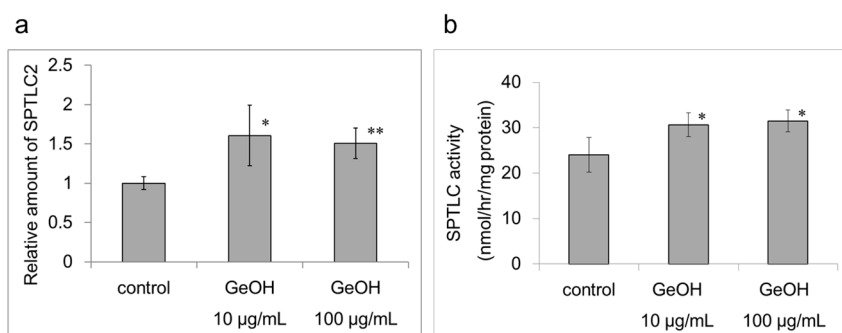 a
Relative amount of SPTLC2
2.5
2
1.5
1
0.5
0
*
**
control
GeOH
10 µg/mL
GeOH
100 µg/mL
b
SPTLC activity
(nmol/hr/mg protein)
40
30
20
10
0
*
*
control
GeOH
10 µg/mL
GeOH
100 µg/mL